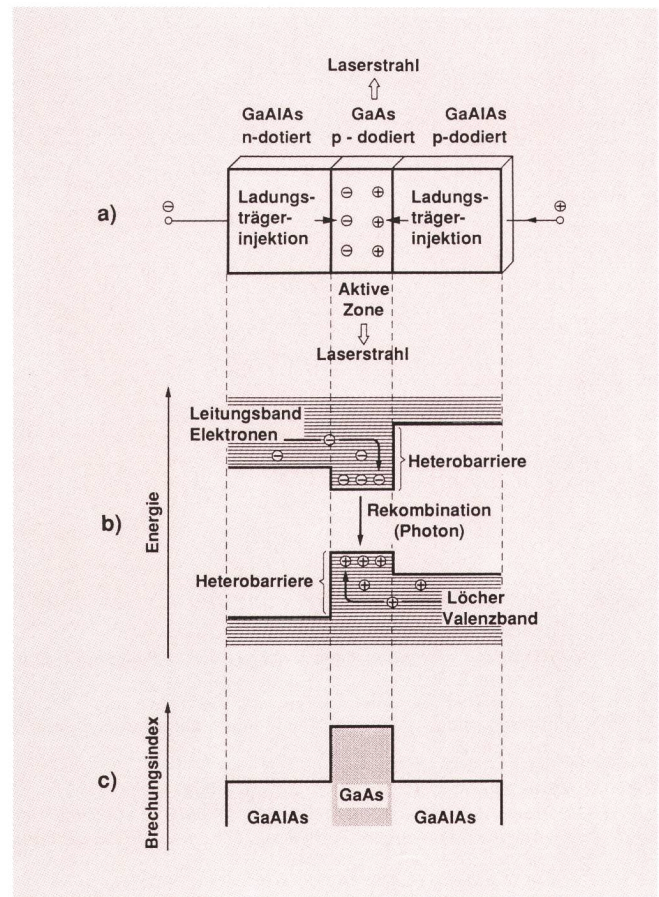 Laserstrahl
GaAlAs
n-dotiert
GaAs
p - dodiert
GaAlAs
p-dodiert
a)
⊖
Ladungs-
träger-
injektion
⊖ ⊕
⊖ ⊕
⊖ ⊕
Ladungs-
träger-
injektion
⊕
Aktive
Zone
Laserstrahl
b)
Energie
Leitungsband
Elektronen
⊖
⊖ ⊖
⊖ ⊖ ⊖
Heterobarriere
Rekombination
(Photon)
Heterobarriere
⊕ ⊕ ⊕
⊕ ⊕
⊕
Löcher
Valenzband
c)
Brechungsindex
GaAlAs
GaAs
GaAlAs